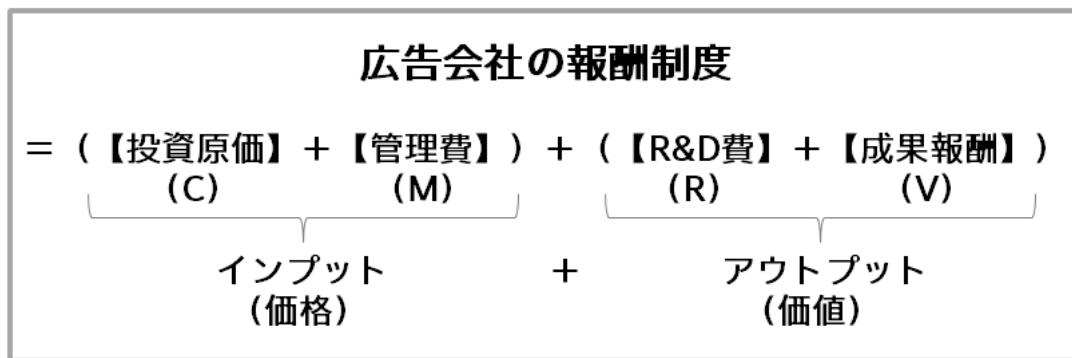 広告会社の報酬制度
＝（【投資原価】＋【管理費】）＋（【R&D費】＋【成果報酬】）
（C） （M） （R） （V）
インプット ＋ アウトプット
（価格） （価値）